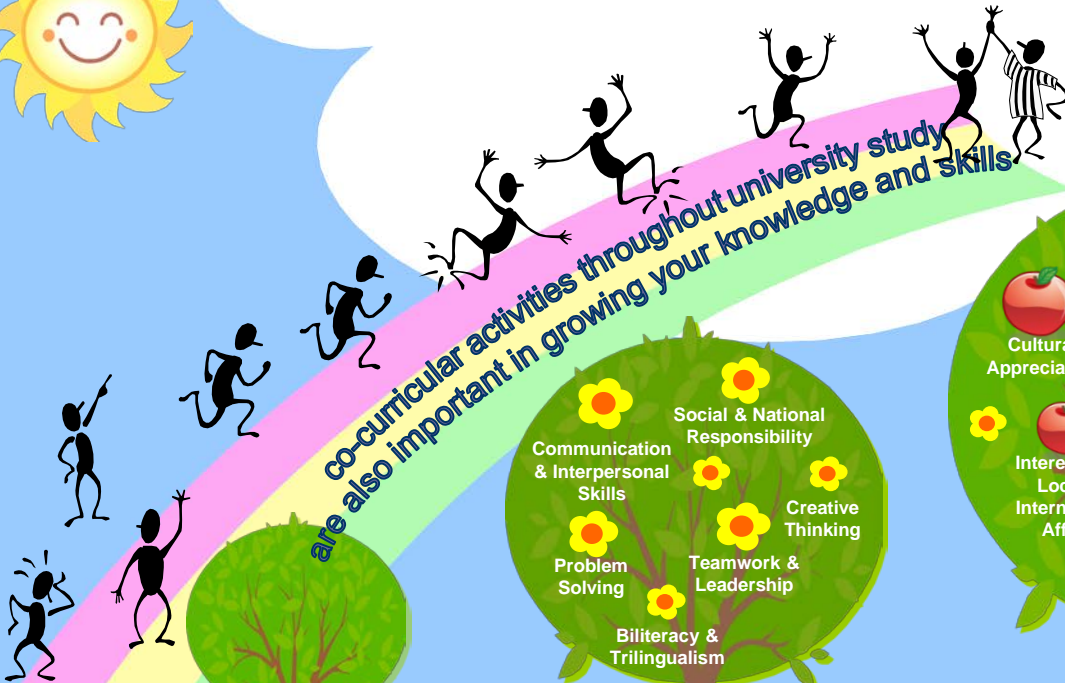 co-curricular activities throughout university study
are also important in growing your knowledge and skills
Social & National
Responsibility
Communication
& Interpersonal
Skills
Creative
Thinking
Problem
Solving
Teamwork &
Leadership
Biliteracy &
Trilingualism